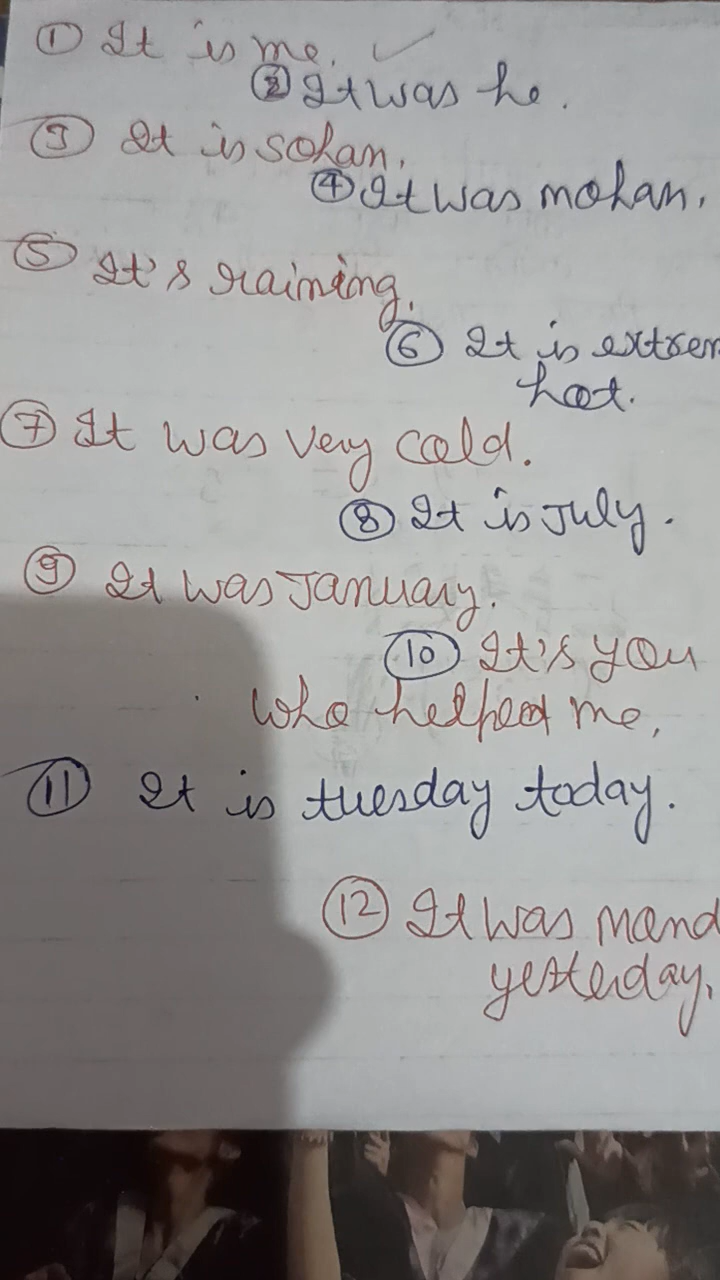 ① It is me. ✓
② It was he.
③ It is sohan.
④ It was mohan.
⑤ It's raining.
⑥ It is extrem
hot.
⑦ It was very cold.
⑧ It is July.
⑨ It was January.
⑩ It's you
who helped me.
⑪ It is tuesday today.
⑫ It was mond
yesterday.